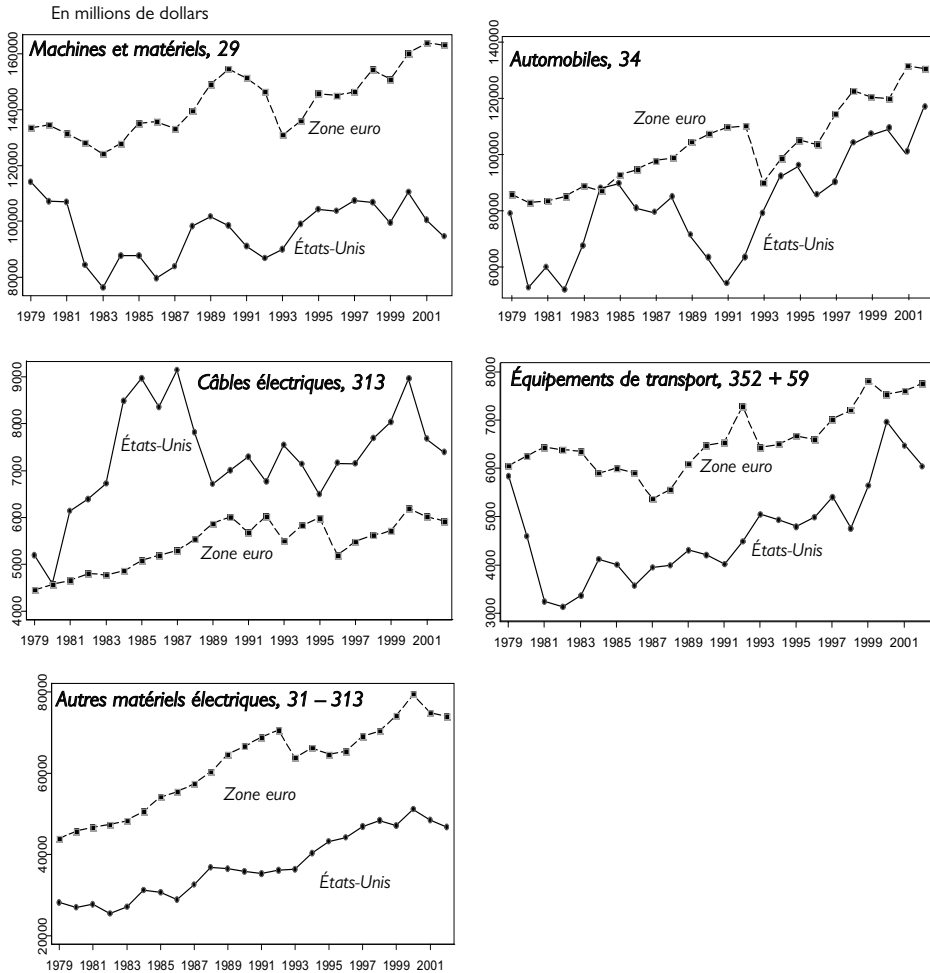 En millions de dollars
Machines et matériels, 29
160000
140000
120000
100000
80000
Zone euro
États-Unis
1979 1981 1983 1985 1987 1989 1991 1993 1995 1997 1999 2001
Automobiles, 34
140000
120000
100000
80000
60000
Zone euro
États-Unis
1979 1981 1983 1985 1987 1989 1991 1993 1995 1997 1999 2001
Câbles électriques, 313
9000
8000
7000
6000
5000
4000
États-Unis
Zone euro
1979 1981 1983 1985 1987 1989 1991 1993 1995 1997 1999 2001
Équipements de transport, 352 + 59
8000
7000
6000
5000
4000
3000
Zone euro
États-Unis
1979 1981 1983 1985 1987 1989 1991 1993 1995 1997 1999 2001
Autres matériels électriques, 31 – 313
80000
60000
40000
20000
Zone euro
États-Unis
1979 1981 1983 1985 1987 1989 1991 1993 1995 1997 1999 2001